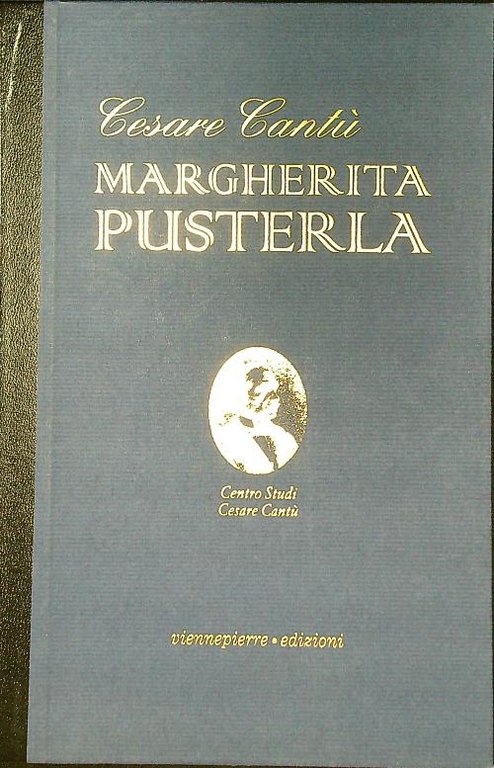 Cesare Cantù
MARGHERITA
PUSTERLA
Centro Studi
Cesare Cantù
viennepierre • edizioni